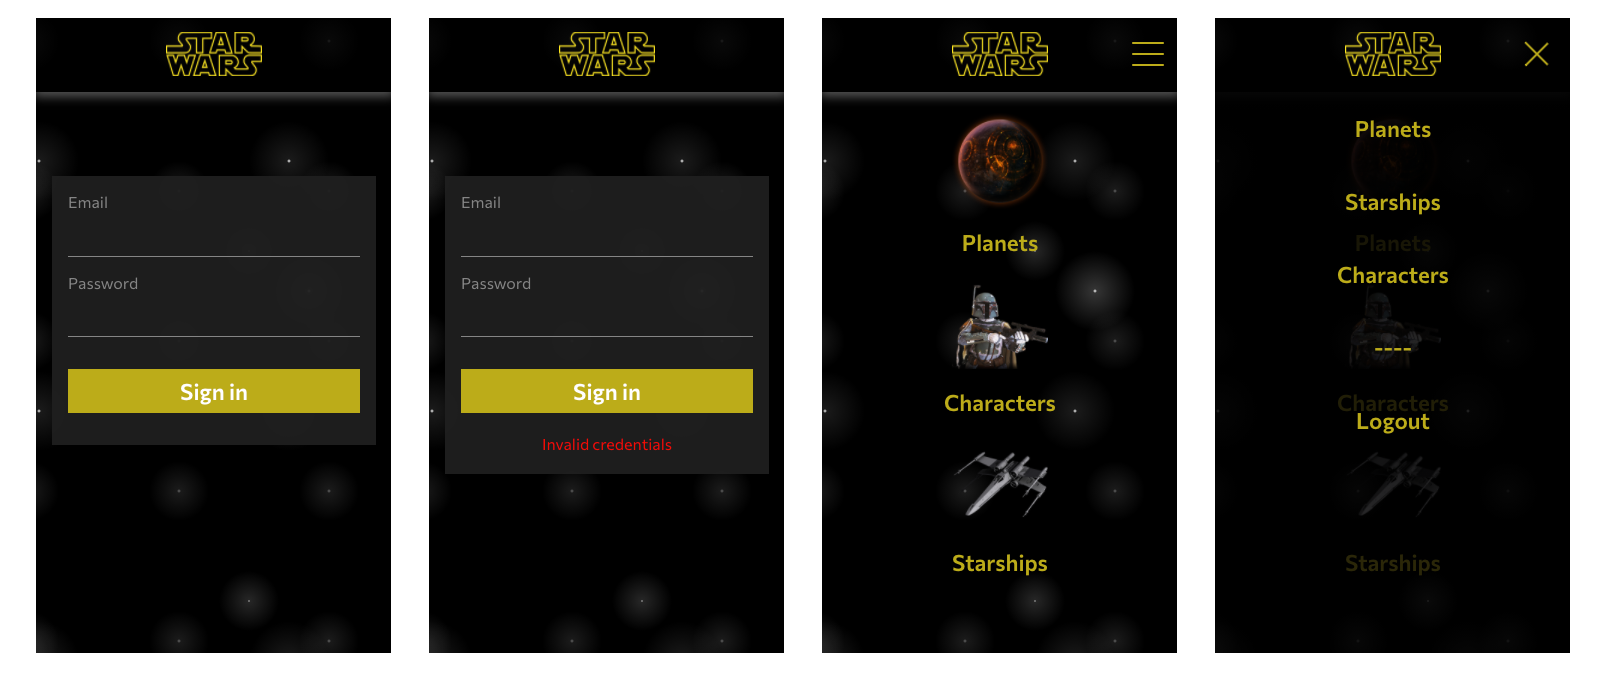 STAR
WARS
Email
Password
Sign in
STAR
WARS
Email
Password
Sign in
Invalid credentials
STAR
WARS
Planets
Characters
Starships
STAR
WARS
Planets
Starships
Planets
Characters
----
Characters
Logout
Starships